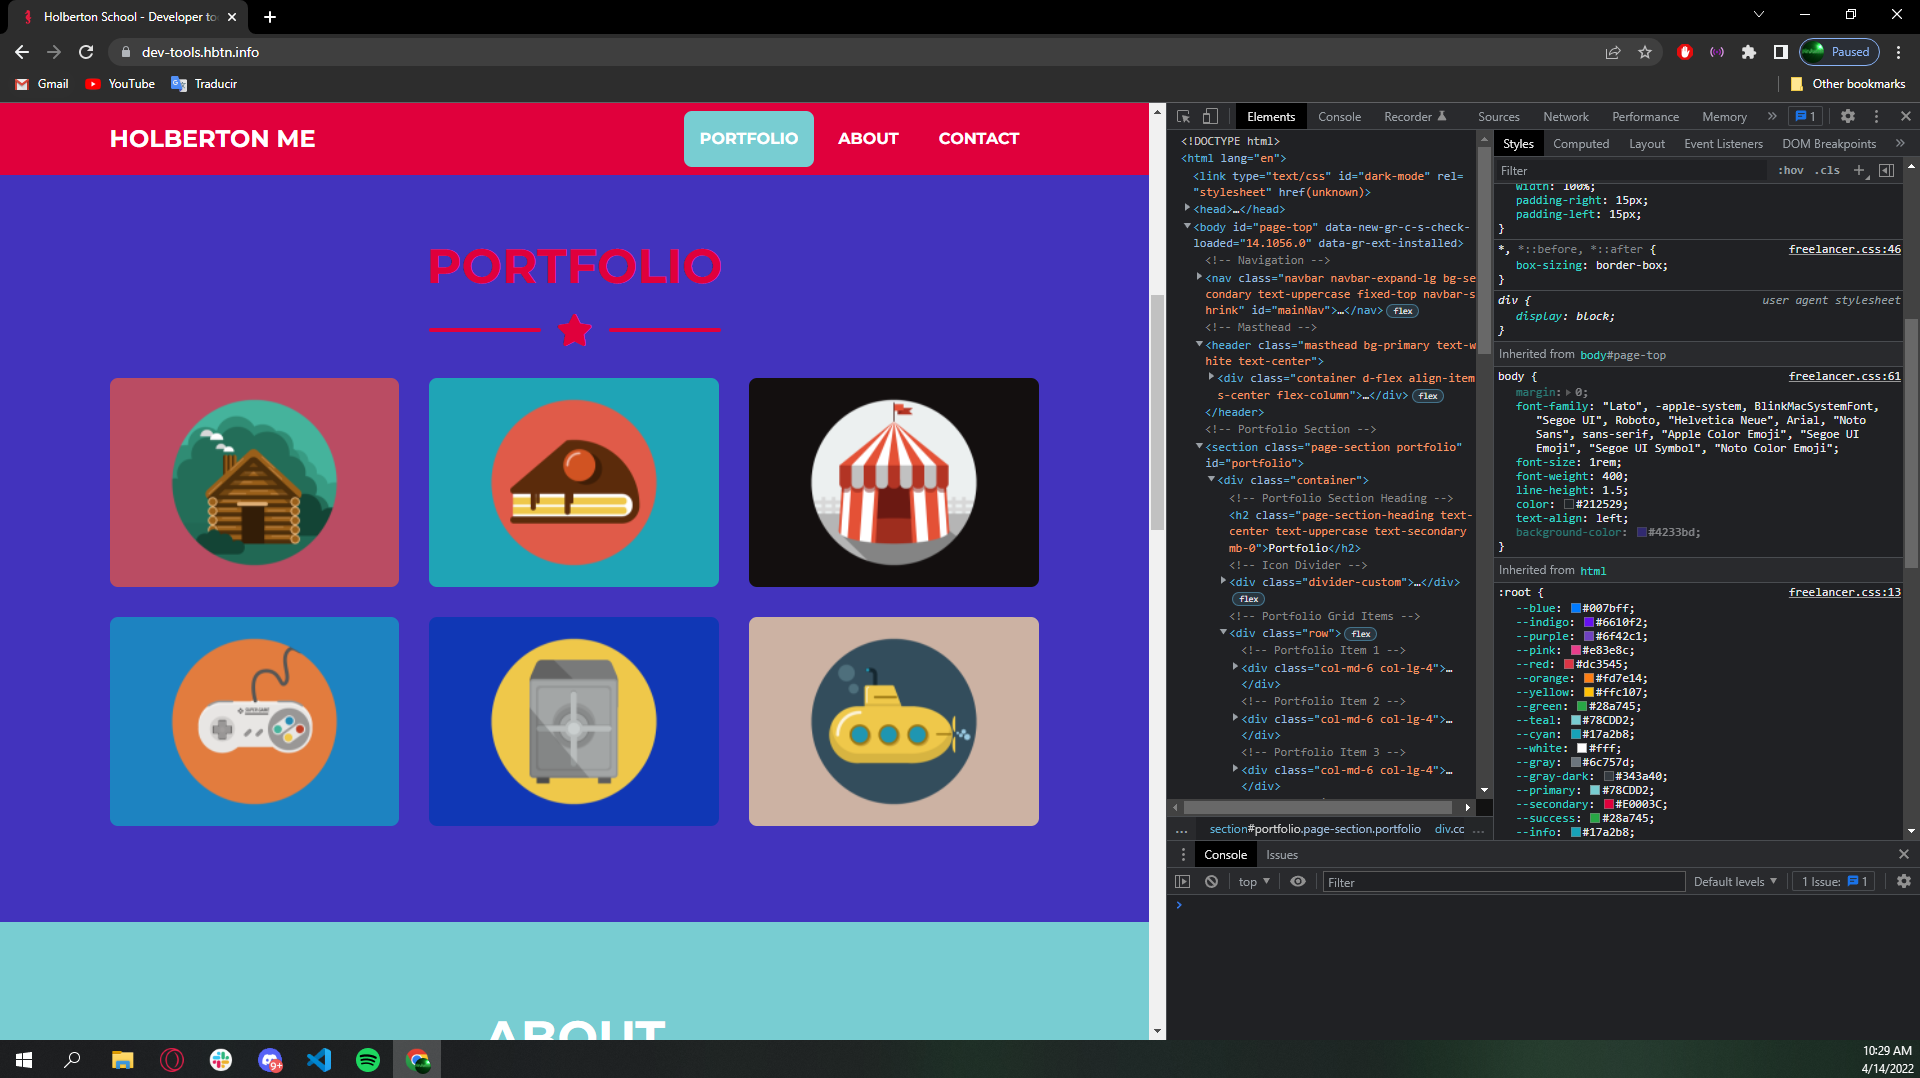 Holberton School - Developer to
dev-tools.hbtn.info
Paused
Gmail
YouTube
Traducir
Other bookmarks
HOLBERTON ME
PORTFOLIO
ABOUT
CONTACT
PORTFOLIO
ABOUT
Elements
Console
Recorder
Sources
Network
Performance
Memory
1
<!DOCTYPE html>
<html lang="en">
<link type="text/css" id="dark-mode" rel=
"stylesheet" href(unknown)>
<head>…</head>
<body id="page-top" data-new-gr-c-s-check-
loaded="14.1056.0" data-gr-ext-installed>
<!-- Navigation -->
<nav class="navbar navbar-expand-lg bg-se
condary text-uppercase fixed-top navbar-s
hrink" id="mainNav">…</nav> flex
<!-- Masthead -->
<header class="masthead bg-primary text-w
hite text-center">
<div class="container d-flex align-item
s-center flex-column">…</div> flex
</header>
<!-- Portfolio Section -->
<section class="page-section portfolio"
id="portfolio">
<div class="container">
<!-- Portfolio Section Heading -->
<h2 class="page-section-heading text-
center text-uppercase text-secondary
mb-0">Portfolio</h2>
<!-- Icon Divider -->
<div class="divider-custom">…</div>
flex
<!-- Portfolio Grid Items -->
<div class="row"> flex
<!-- Portfolio Item 1 -->
<div class="col-md-6 col-lg-4">…
</div>
<!-- Portfolio Item 2 -->
<div class="col-md-6 col-lg-4">…
</div>
<!-- Portfolio Item 3 -->
<div class="col-md-6 col-lg-4">…
</div>
... section#portfolio.page-section.portfolio div.cc ...
Styles
Computed
Layout
Event Listeners
DOM Breakpoints
Filter
:hov
.cls
width: 100%;
padding-right: 15px;
padding-left: 15px;
}
*, *::before, *::after { freelancer.css:46
box-sizing: border-box;
}
div { user agent stylesheet
display: block;
}
Inherited from body#page-top
body { freelancer.css:61
margin: 0;
font-family: "Lato", -apple-system, BlinkMacSystemFont,
"Segoe UI", Roboto, "Helvetica Neue", Arial, "Noto
Sans", sans-serif, "Apple Color Emoji", "Segoe UI
Emoji", "Segoe UI Symbol", "Noto Color Emoji";
font-size: 1rem;
font-weight: 400;
line-height: 1.5;
color: #212529;
text-align: left;
background-color: #4233bd;
}
Inherited from html
:root { freelancer.css:13
--blue: #007bff;
--indigo: #6610f2;
--purple: #6f42c1;
--pink: #e83e8c;
--red: #dc3545;
--orange: #fd7e14;
--yellow: #ffc107;
--green: #28a745;
--teal: #78CDD2;
--cyan: #17a2b8;
--white: #fff;
--gray: #6c757d;
--gray-dark: #343a40;
--primary: #78CDD2;
--secondary: #E0003C;
--success: #28a745;
--info: #17a2b8;
Console
Issues
top
Filter
Default levels
1 Issue: 1
9+
10:29 AM
4/14/2022